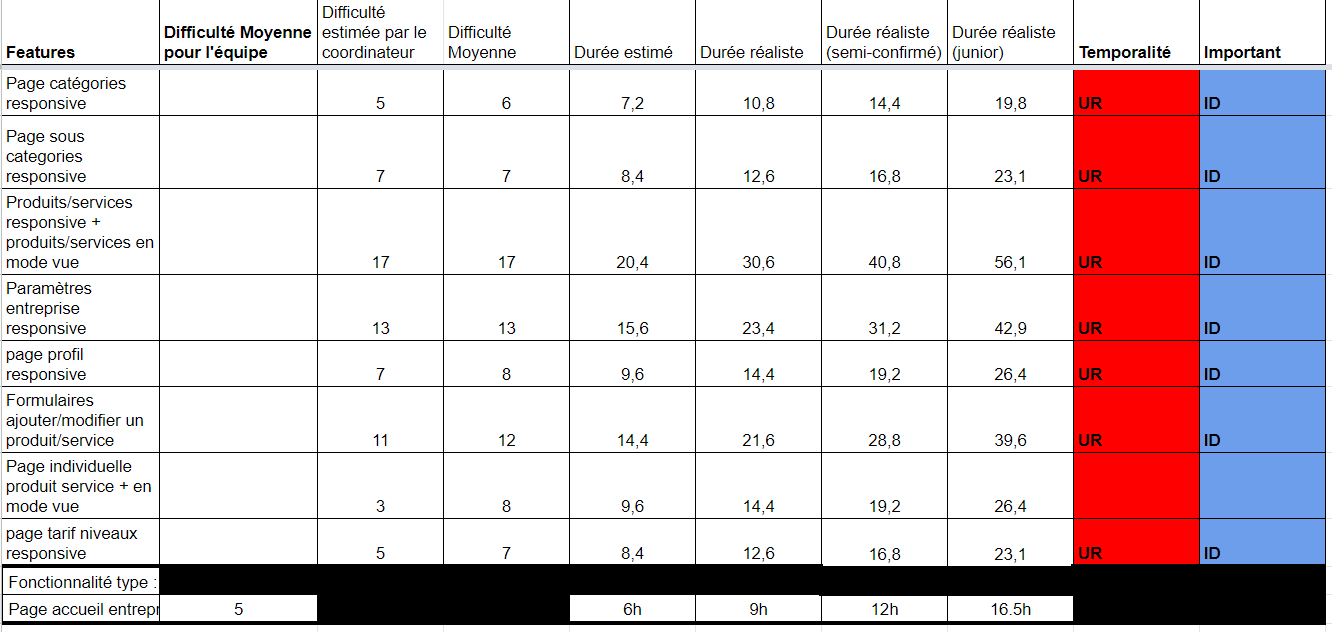 Features
Difficulté Moyenne
pour l'équipe
Difficulté
estimée par le
coordinateur
Difficulté
Moyenne
Durée estimé
Durée réaliste
Durée réaliste
(semi-confirmé)
Durée réaliste
(junior)
Temporalité
Important
Page catégories
responsive
5
6
7,2
10,8
14,4
19,8
UR
ID
Page sous
categories
responsive
7
7
8,4
12,6
16,8
23,1
UR
ID
Produits/services
responsive +
produits/services en
mode vue
17
17
20,4
30,6
40,8
56,1
UR
ID
Paramètres
entreprise
responsive
13
13
15,6
23,4
31,2
42,9
UR
ID
page profil
responsive
7
8
9,6
14,4
19,2
26,4
UR
ID
Formulaires
ajouter/modifier un
produit/service
11
12
14,4
21,6
28,8
39,6
UR
ID
Page individuelle
produit service + en
mode vue
3
8
9,6
14,4
19,2
26,4
page tarif niveaux
responsive
5
7
8,4
12,6
16,8
23,1
UR
ID
Fonctionnalité type :
Page accueil entrepr
5
6h
9h
12h
16.5h